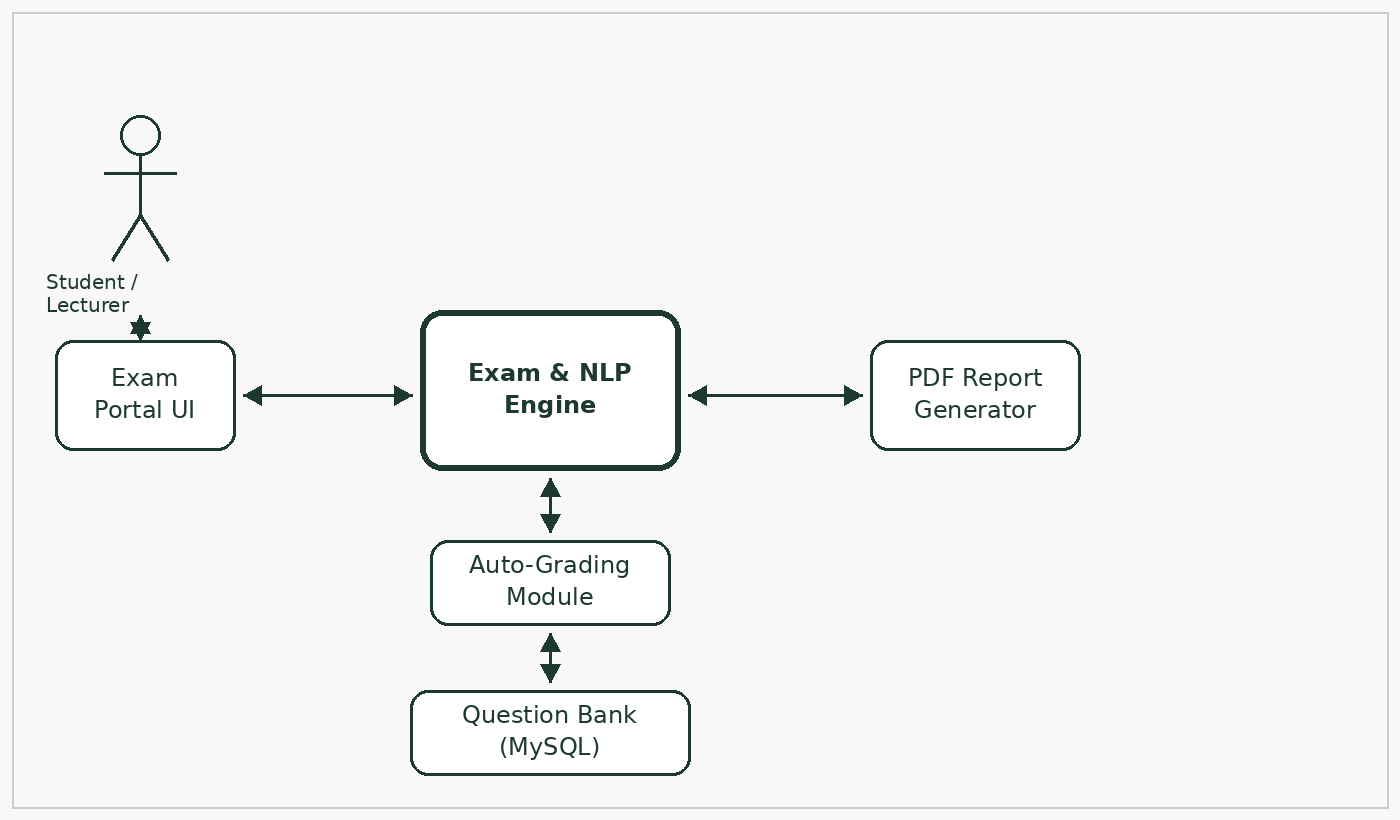 Student /
Lecturer
Exam
Portal UI
Exam & NLP
Engine
PDF Report
Generator
Auto-Grading
Module
Question Bank
(MySQL)